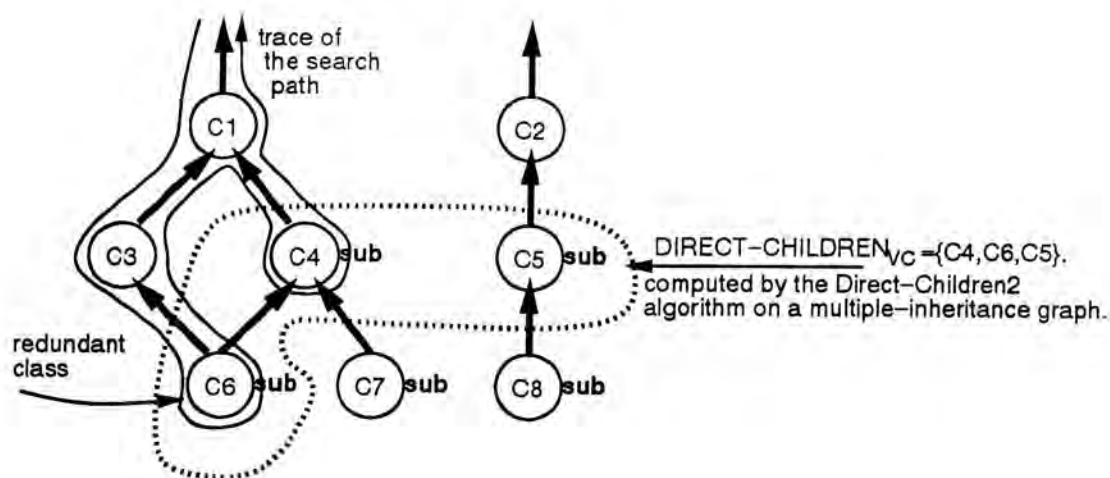 trace of
the search
path
C1
C2
C3
C4 sub
C5 sub
DIRECT–CHILDREN VC ={C4,C6,C5}.
computed by the Direct–Children2
algorithm on a multiple–inheritance graph.
redundant
class
C6 sub
C7 sub
C8 sub